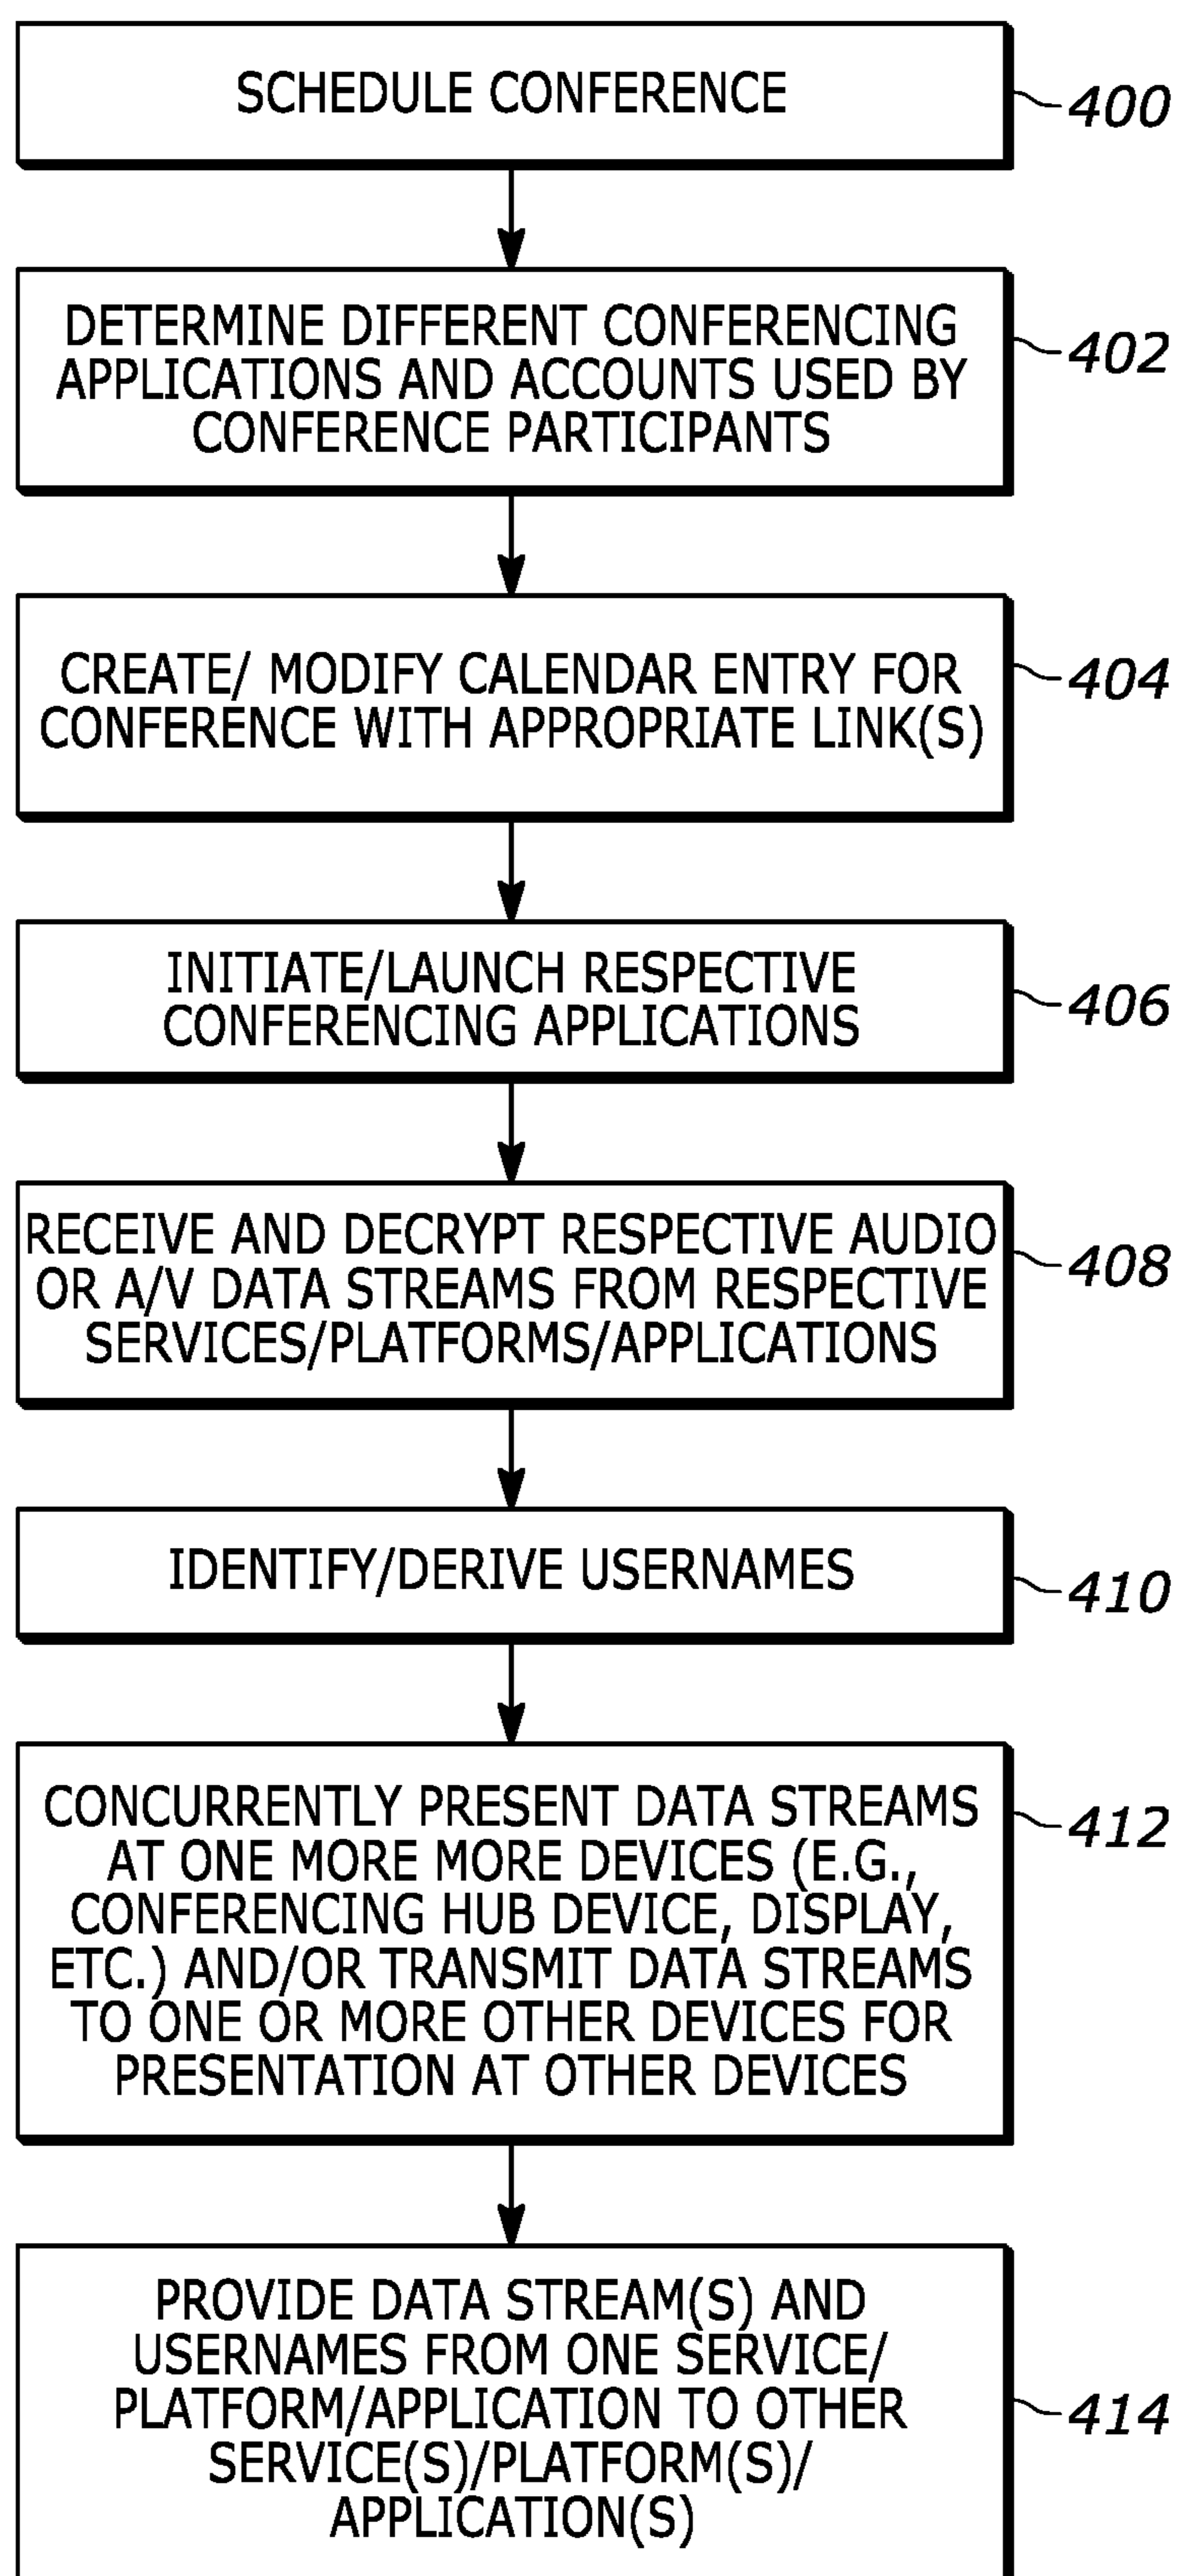 SCHEDULE CONFERENCE
400
DETERMINE DIFFERENT CONFERENCING
APPLICATIONS AND ACCOUNTS USED BY
CONFERENCE PARTICIPANTS
402
CREATE/ MODIFY CALENDAR ENTRY FOR
CONFERENCE WITH APPROPRIATE LINK(S)
404
INITIATE/LAUNCH RESPECTIVE
CONFERENCING APPLICATIONS
406
RECEIVE AND DECRYPT RESPECTIVE AUDIO
OR A/V DATA STREAMS FROM RESPECTIVE
SERVICES/PLATFORMS/APPLICATIONS
408
IDENTIFY/DERIVE USERNAMES
410
CONCURRENTLY PRESENT DATA STREAMS
AT ONE MORE MORE DEVICES (E.G.,
CONFERENCING HUB DEVICE, DISPLAY,
ETC.) AND/OR TRANSMIT DATA STREAMS
TO ONE OR MORE OTHER DEVICES FOR
PRESENTATION AT OTHER DEVICES
412
PROVIDE DATA STREAM(S) AND
USERNAMES FROM ONE SERVICE/
PLATFORM/APPLICATION TO OTHER
SERVICE(S)/PLATFORM(S)/
APPLICATION(S)
414